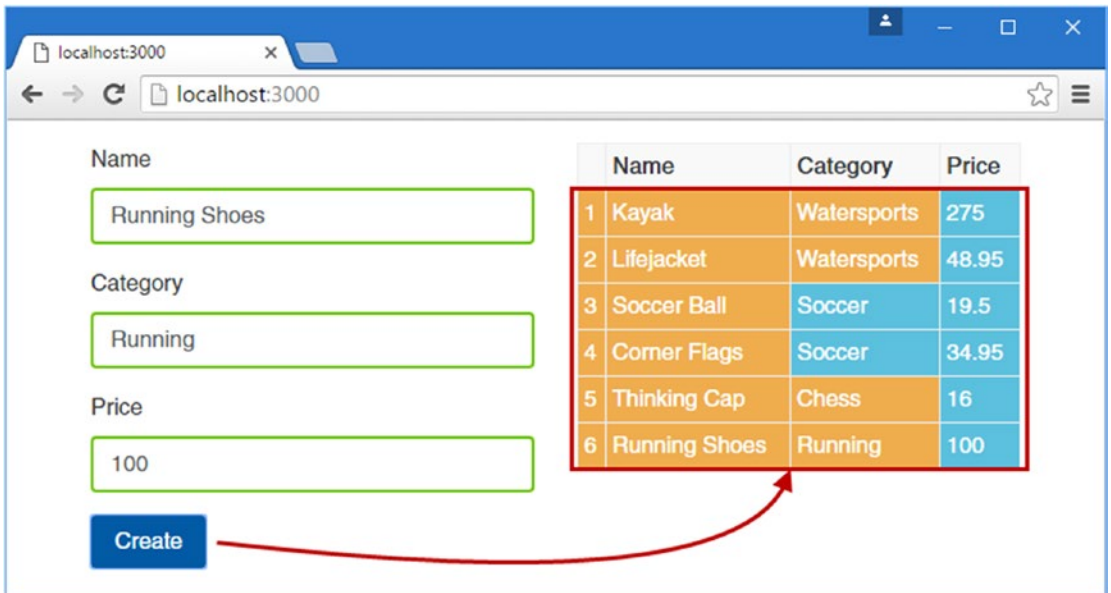 localhost:3000
localhost:3000
Name
Running Shoes
Category
Running
Price
100
Create
Name Category Price
1 Kayak Watersports 275
2 Lifejacket Watersports 48.95
3 Soccer Ball Soccer 19.5
4 Corner Flags Soccer 34.95
5 Thinking Cap Chess 16
6 Running Shoes Running 100